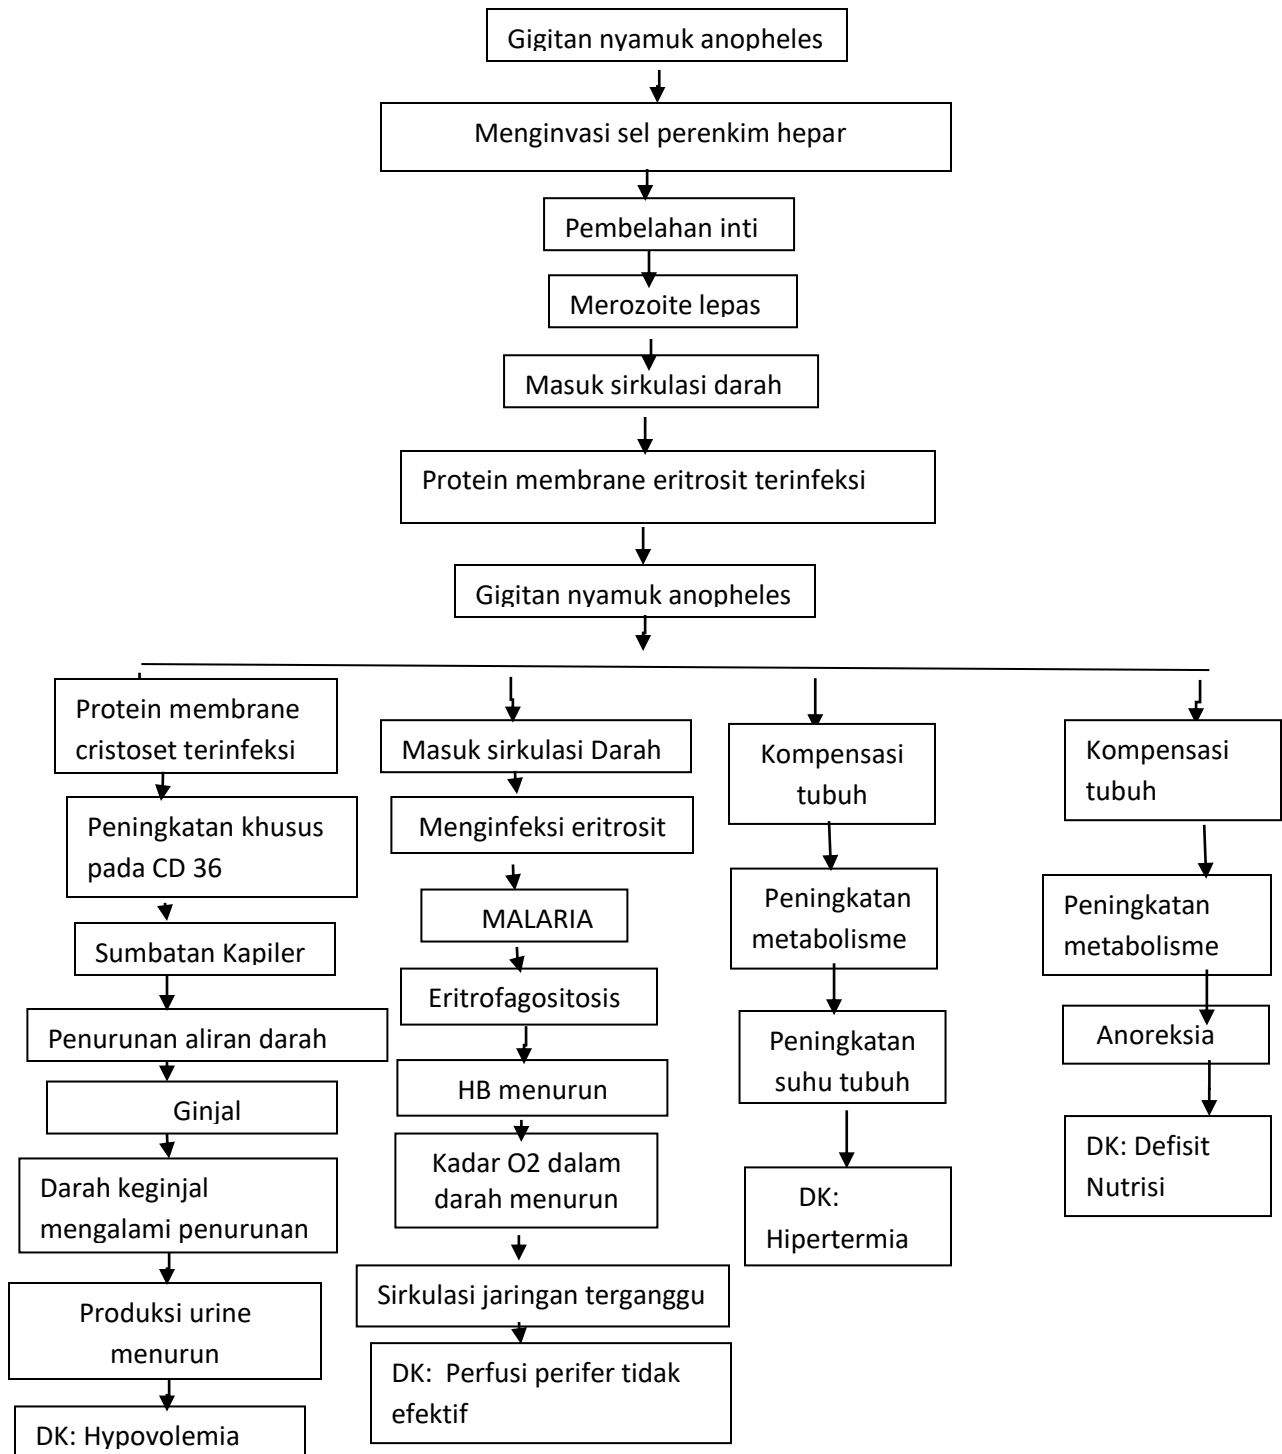 Gigitan nyamuk anopheles
Menginvasi sel perenkim hepar
Pembelahan inti
Merozoite lepas
Masuk sirkulasi darah
Protein membrane eritrosit terinfeksi
Gigitan nyamuk anopheles
Protein membrane
cristoset terinfeksi
Peningkatan khusus
pada CD 36
Sumbatan Kapiler
Penurunan aliran darah
Ginjal
Darah keginjal
mengalami penurunan
Produksi urine
menurun
DK: Hypovolemia
Masuk sirkulasi Darah
Menginfeksi eritrosit
MALARIA
Eritrofagositosis
HB menurun
Kadar O2 dalam
darah menurun
Sirkulasi jaringan terganggu
DK: Perfusi perifer tidak
efektif
Kompensasi
tubuh
Peningkatan
metabolisme
Peningkatan
suhu tubuh
DK:
Hipertermia
Kompensasi
tubuh
Peningkatan
metabolisme
Anoreksia
DK: Defisit
Nutrisi